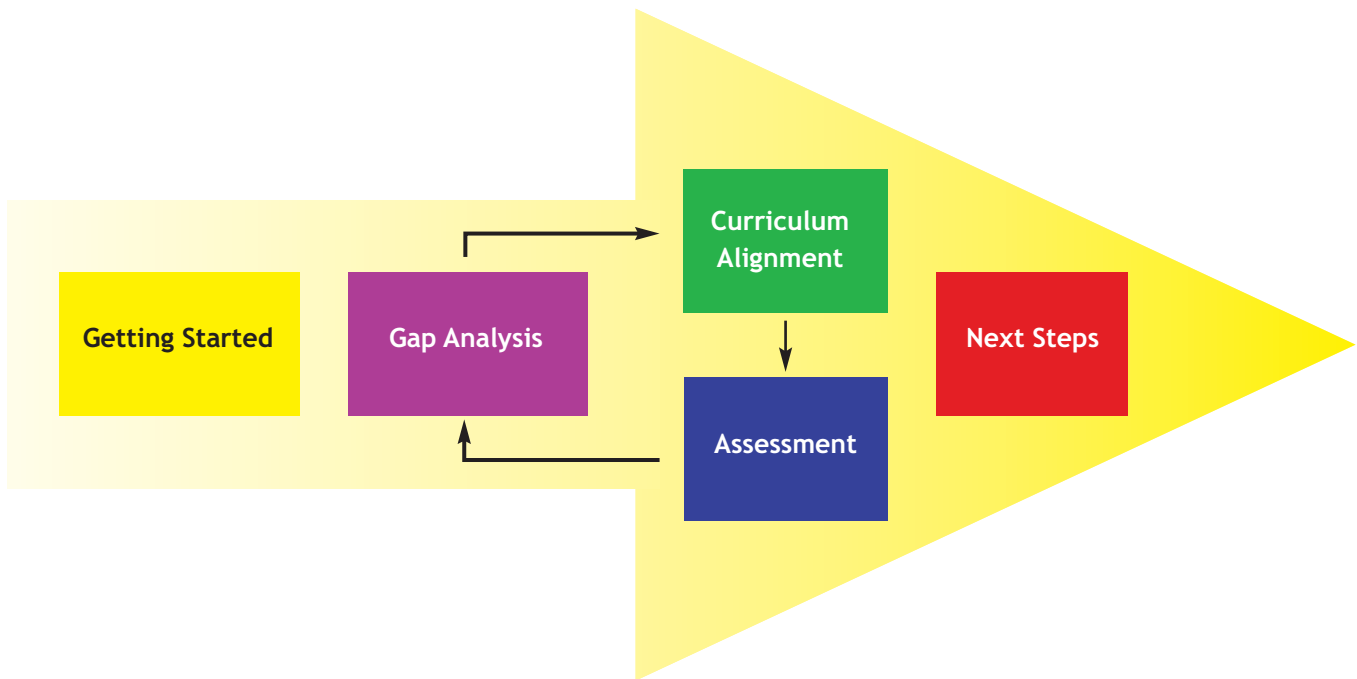 Getting Started
Gap Analysis
Curriculum
Alignment
Assessment
Next Steps